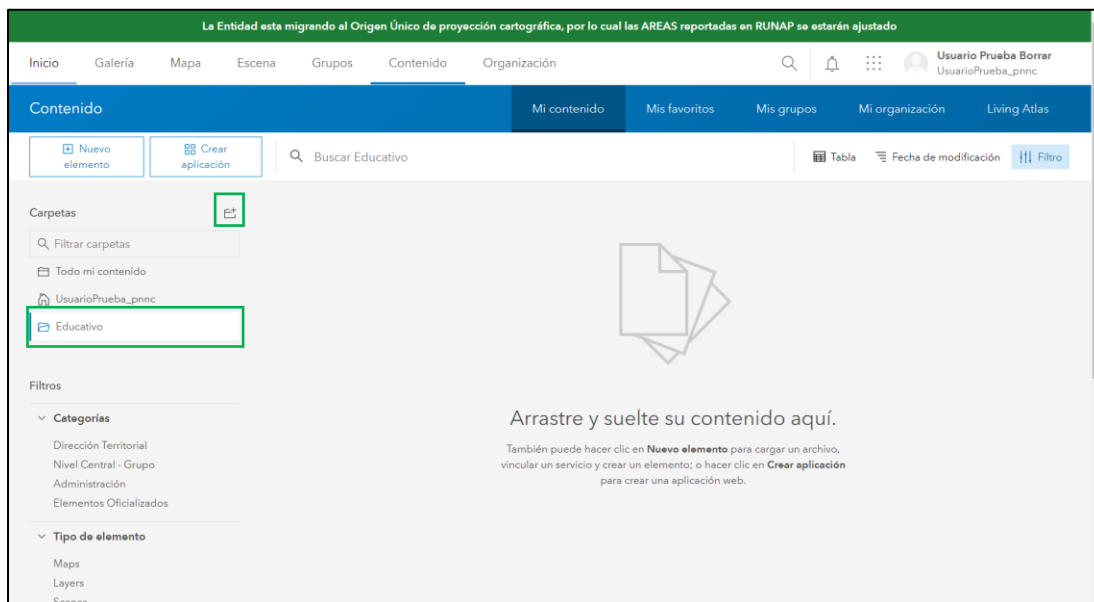 La Entidad esta migrando al Origen Único de proyección cartográfica, por lo cual las AREAS reportadas en RUNAP se estarán ajustado
Inicio Galería Mapa Escena Grupos Contenido Organización
Usuario Prueba Borrar
UsuarioPrueba_pnnc
Contenido Mi contenido Mis favoritos Mis grupos Mi organización Living Atlas
Nuevo elemento
Crear aplicación
Buscar Educativo
Tabla Fecha de modificación Filtro
Carpetas
Filtrar carpetas
Todo mi contenido
UsuarioPrueba_pnnc
Educativo
Filtros
Categorías
Dirección Territorial
Nivel Central - Grupo
Administración
Elementos Oficializados
Tipo de elemento
Maps
Layers
Scenes
Arrastre y suelte su contenido aquí.
También puede hacer clic en Nuevo elemento para cargar un archivo,
vincular un servicio y crear un elemento; o hacer clic en Crear aplicación
para crear una aplicación web.